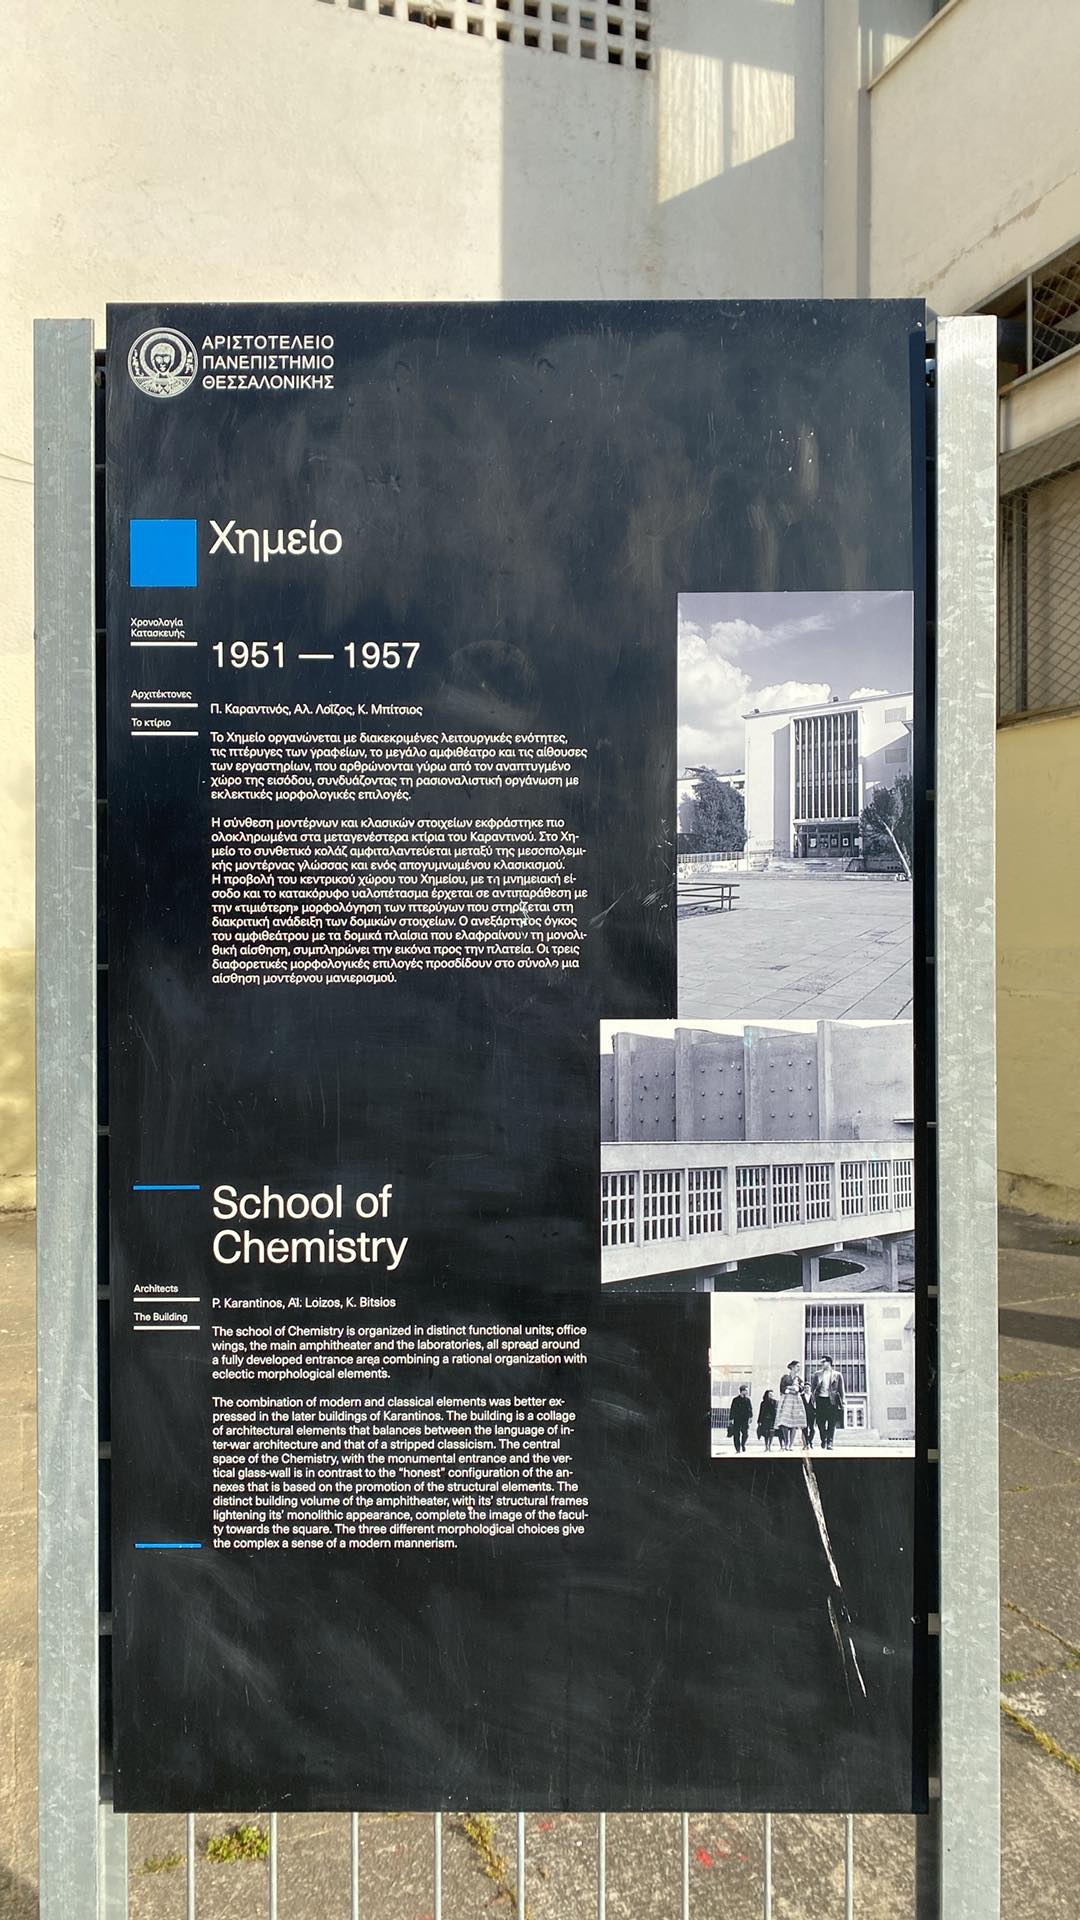 ΑΡΙΣΤΟΤΕΛΕΙΟ
ΠΑΝΕΠΙΣΤΗΜΙΟ
ΘΕΣΣΑΛΟΝΙΚΗΣ
Χημείο
Χρονολογία
Κατασκευής
1951 — 1957
Αρχιτέκτονες
Π. Καραντινός, Αλ. Λοΐζος, Κ. Μπίτσιος
Το κτίριο
Το Χημείο οργανώνεται με διακεκριμένες λειτουργικές ενότητες,
τις πτέρυγες των γραφείων, το μεγάλο αμφιθέατρο και τις αίθουσες
των εργαστηρίων, που αρθρώνονται γύρω από τον αναπτυγμένο
χώρο της εισόδου, συνδυάζοντας τη ρασιοναλιστική οργάνωση με
εκλεκτικές μορφολογικές επιλογές.
Η σύνθεση μοντέρνων και κλασικών στοιχείων εκφράστηκε πιο
ολοκληρωμένα στα μεταγενέστερα κτίρια του Καραντινού. Στο Χη-
μείο το συνθετικό κολάζ αμφιταλαντεύεται μεταξύ της μεσοπολεμι-
κής μοντέρνας γλώσσας και ενός απογυμνωμένου κλασικισμού.
Η προβολή του κεντρικού χώρου του Χημείου, με τη μνημειακή εί-
σοδο και το κατακόρυφο υαλοπέτασμα έρχεται σε αντιπαράθεση με
την «τιμιότερη» μορφολόγηση των πτερύγων που στηρίζεται στη
διακριτική ανάδειξη των δομικών στοιχείων. Ο ανεξάρτητος όγκος
του αμφιθεάτρου με τα δομικά πλαίσια που ελαφραίνουν τη μονολι-
θική αίσθηση, συμπληρώνει την εικόνα προς την πλατεία. Οι τρεις
διαφορετικές μορφολογικές επιλογές προσδίδουν στο σύνολο μια
αίσθηση μοντέρνου μανιερισμού.
School of
Chemistry
Architects
P. Karantinos, Al. Loizos, K. Bitsios
The Building
The school of Chemistry is organized in distinct functional units; office
wings, the main amphitheater and the laboratories, all spread around
a fully developed entrance area combining a rational organization with
eclectic morphological elements.
The combination of modern and classical elements was better ex-
pressed in the later buildings of Karantinos. The building is a collage
of architectural elements that balances between the language of in-
ter-war architecture and that of a stripped classicism. The central
space of the Chemistry, with the monumental entrance and the ver-
tical glass-wall is in contrast to the “honest” configuration of the an-
nexes that is based on the promotion of the structural elements. The
distinct building volume of the amphitheater, with its' structural frames
lightening its' monolithic appearance, complete the image of the facul-
ty towards the square. The three different morphological choices give
the complex a sense of a modern mannerism.